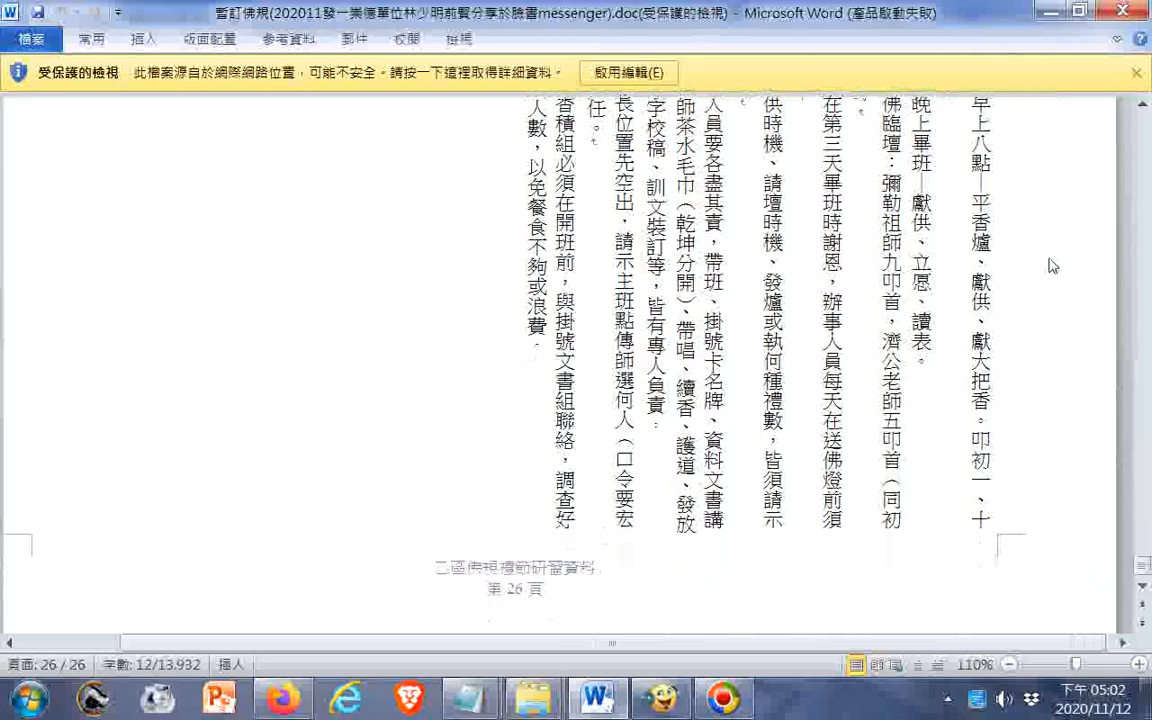 暫訂佛規(202011發一崇德單位林少明前賢分享於臉書messenger).doc(受保護的檢視) - Microsoft Word (產品啟動失敗)
檔案 常用 插入 版面配置 參考資料 郵件 校閱 檢視
受保護的檢視 此檔案源自於網際網路位置，可能不安全。請按一下這裡取得詳細資料。 啟用編輯(E)
早上八點—平香爐、獻供、獻大把香。叩初一、十
晚上畢班—獻供、立愿、讀表。
佛臨壇：彌勒祖師九叩首，濟公老師五叩首（同初
在第三天畢班時謝恩，辦事人員每天在送佛燈前須
供時機、請壇時機、發爐或執何種禮數，皆須請示
人員要各盡其責，帶班、掛號卡名牌、資料文書講
師茶水毛巾（乾坤分開）、帶唱、續香、護道、發放
字校稿、訓文裝訂等，皆有專人負責。
長位置先空出，請示主班點傳師選何人（口令要宏
任。
香積組必須在開班前，與掛號文書組聯絡，調查好
人數，以免餐食不夠或浪費。
乙區佛規禮節研習資料
第 26 頁
頁面: 26 / 26 字數: 12/13,932 插入 110%
下午 05:02
2020/11/12